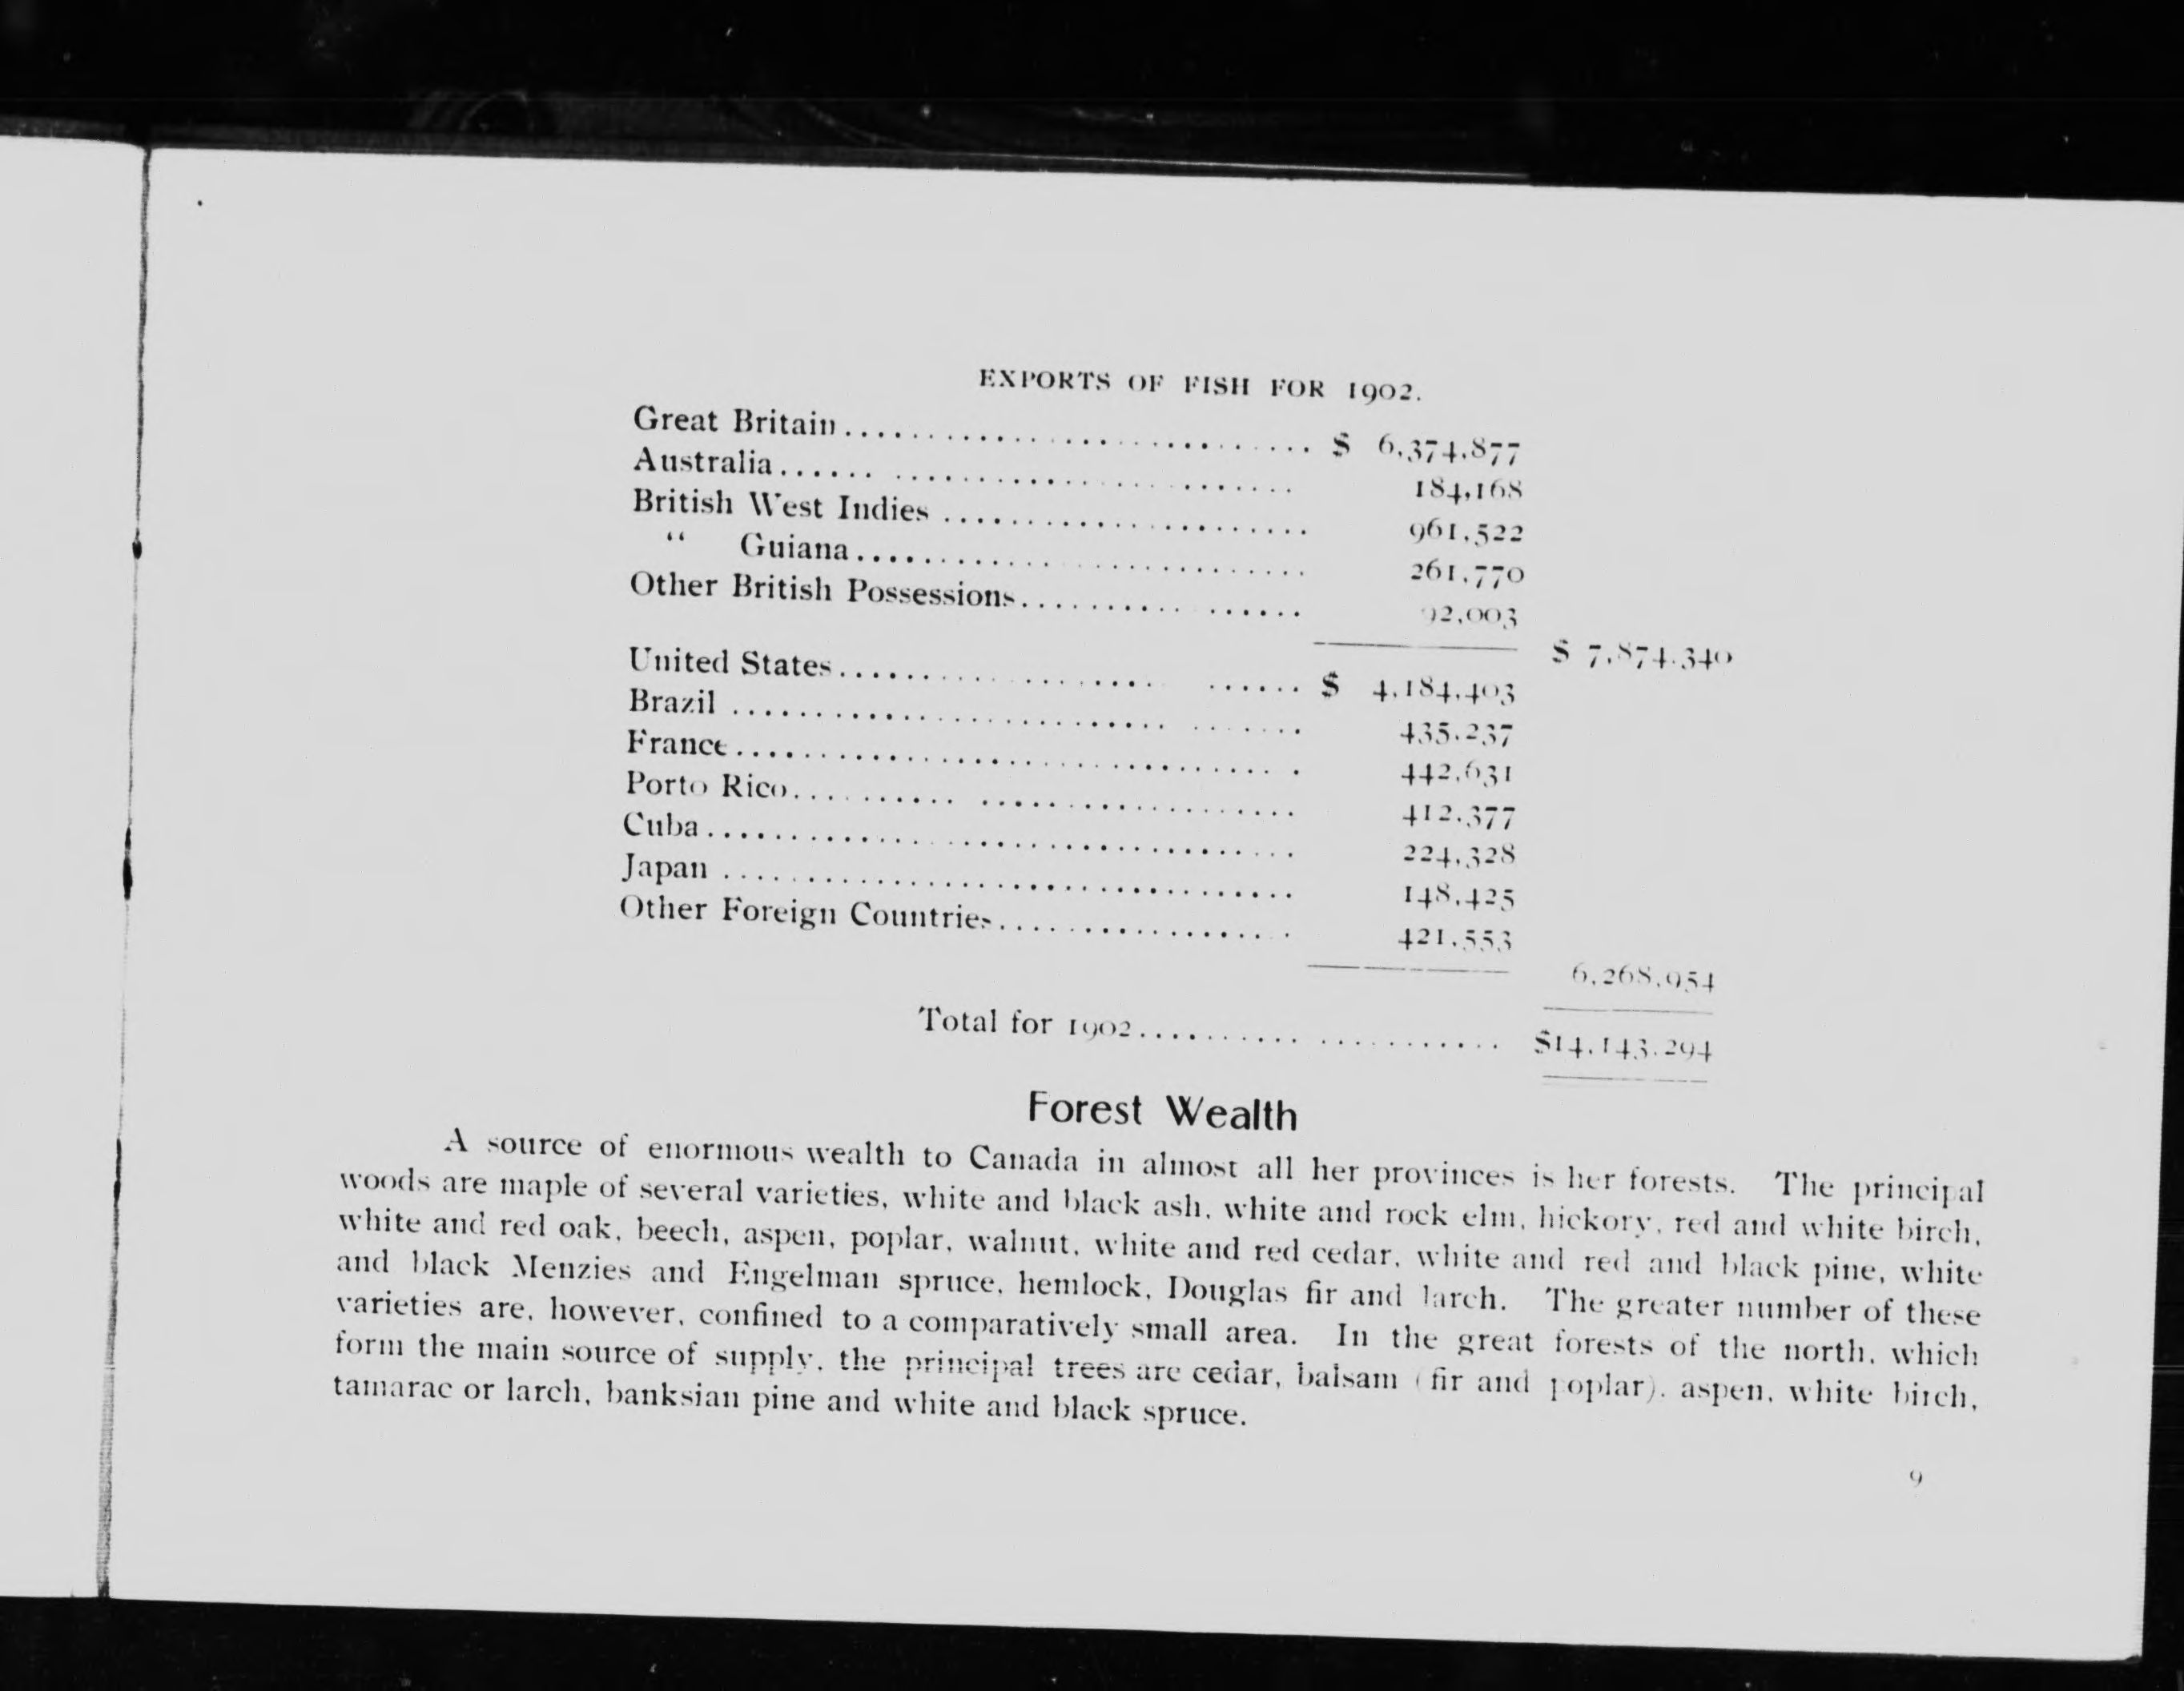 EXPORTS OF FISH FOR 1902.
Great Britain............................ $ 6,374,877
Australia............................ 184,168
British West Indies ...................... 961,522
“ Guiana............................ 261,770
Other British Possessions................ 92,003
$ 7,874,340
United States............................ $ 4,184,403
Brazil ................................ 435,237
France.................................. 442,631
Porto Rico............................. 412,377
Cuba.................................... 224,328
Japan .................................. 148,425
Other Foreign Countries.................. 421,553
6,268,954
Total for 1902...................... $14,143,294
Forest Wealth
A source of enormous wealth to Canada in almost all her provinces is her forests. The principal
woods are maple of several varieties, white and black ash, white and rock elm, hickory, red and white birch,
white and red oak, beech, aspen, poplar, walnut, white and red cedar, white and red and black pine, white
and black Menzies and Engelman spruce, hemlock, Douglas fir and larch. The greater number of these
varieties are, however, confined to a comparatively small area. In the great forests of the north, which
form the main source of supply, the principal trees are cedar, balsam (fir and poplar), aspen, white birch,
tamarac or larch, banksian pine and white and black spruce.
9